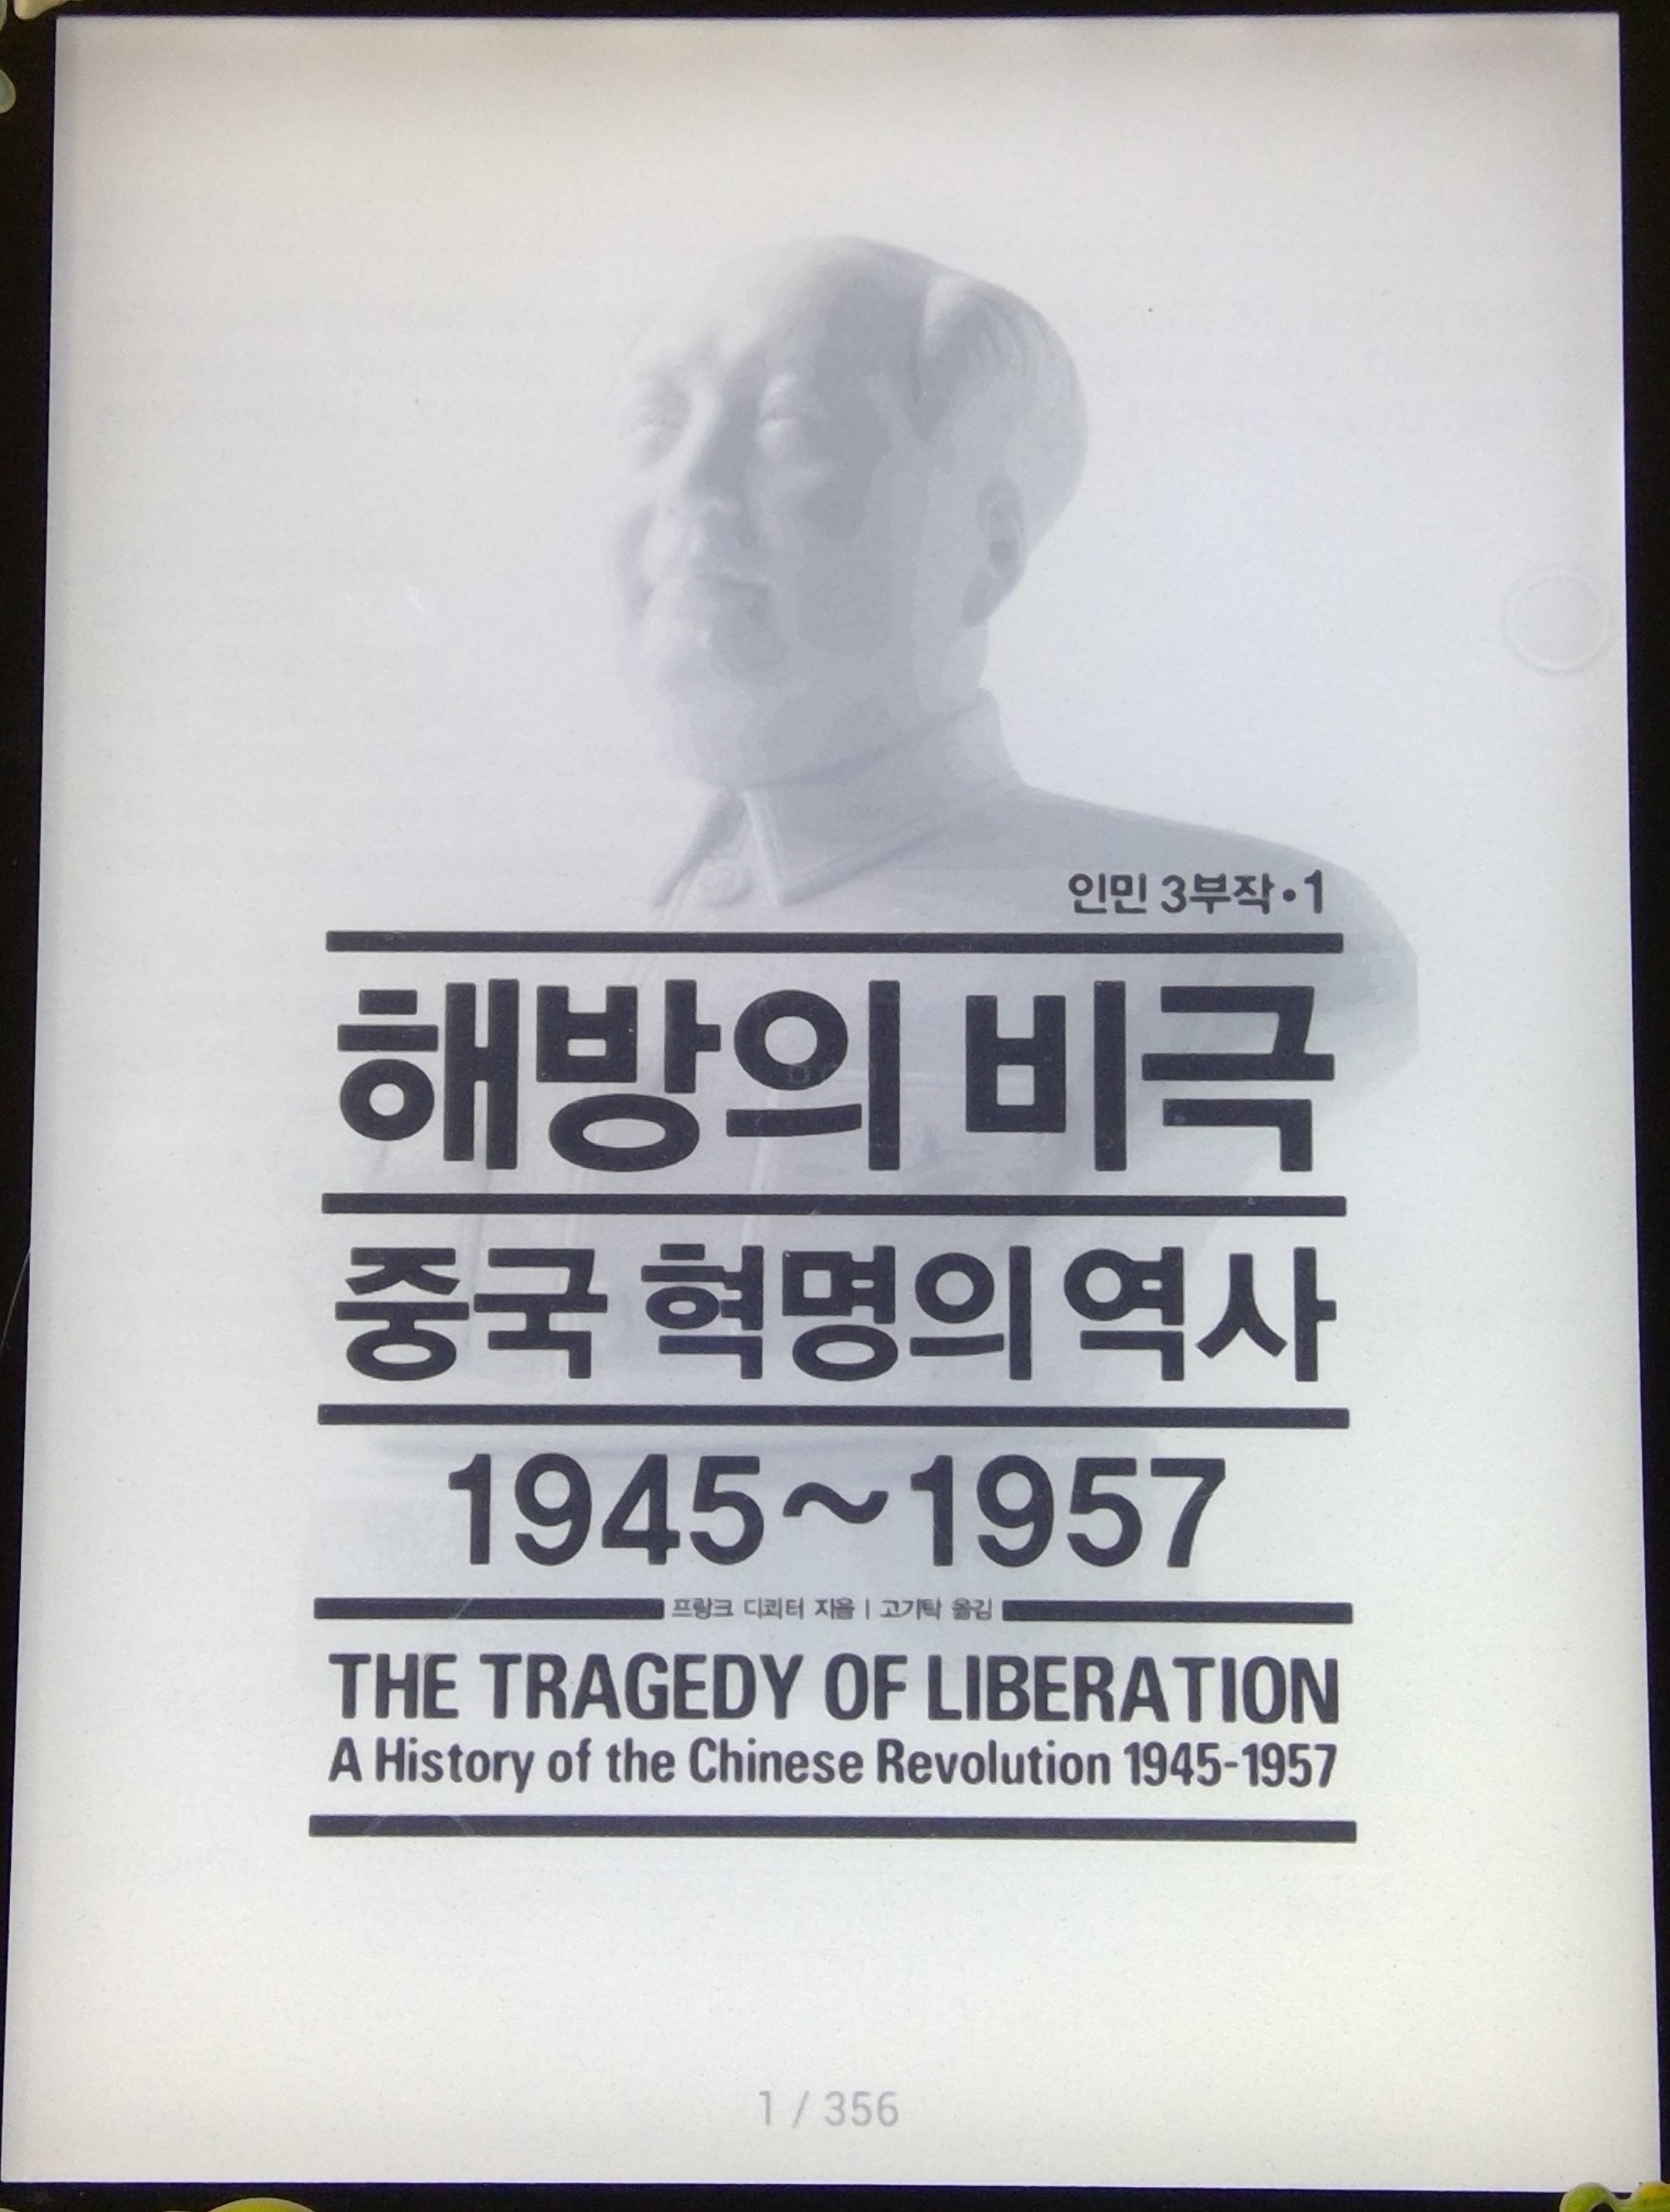 인민 3부작•1
해방의 비극
중국 혁명의 역사
1945~1957
프랑크 디쾨터 지음 | 고기탁 옮김
THE TRAGEDY OF LIBERATION
A History of the Chinese Revolution 1945-1957
1 / 356